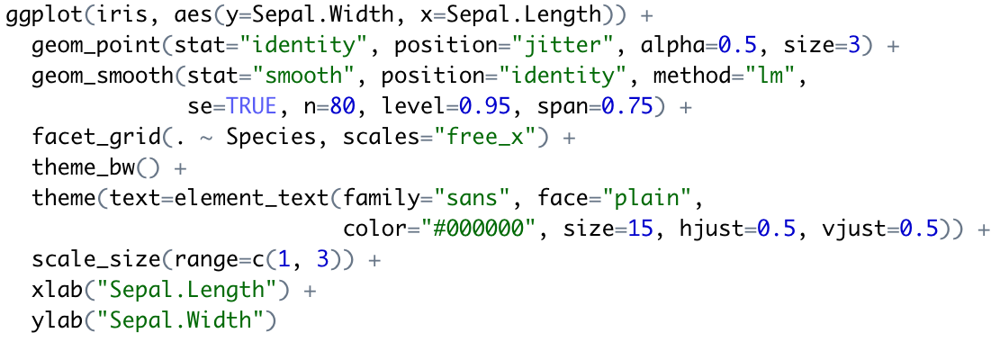 ggplot(iris, aes(y=Sepal.Width, x=Sepal.Length)) +
  geom_point(stat="identity", position="jitter", alpha=0.5, size=3) +
  geom_smooth(stat="smooth", position="identity", method="lm",
              se=TRUE, n=80, level=0.95, span=0.75) +
  facet_grid(. ~ Species, scales="free_x") +
  theme_bw() +
  theme(text=element_text(family="sans", face="plain",
                          color="#000000", size=15, hjust=0.5, vjust=0.5)) +
  scale_size(range=c(1, 3)) +
  xlab("Sepal.Length") +
  ylab("Sepal.Width")